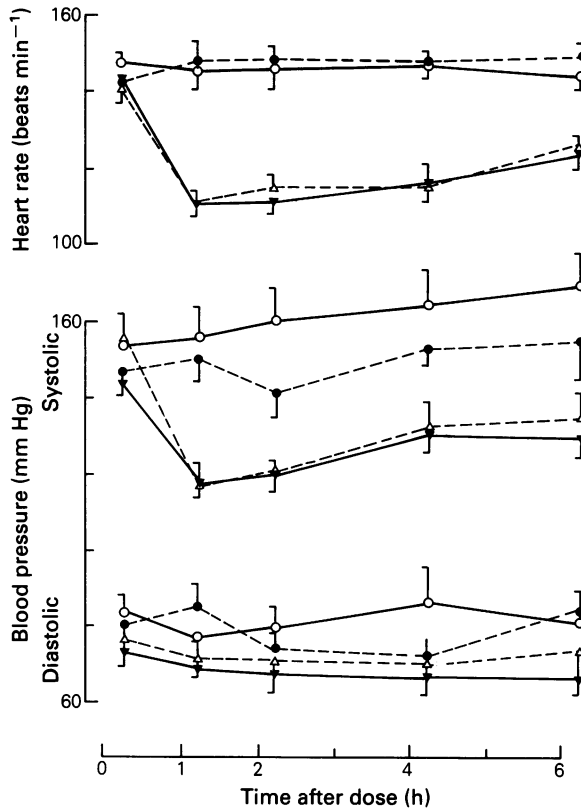 160
Heart rate (beats min⁻¹)
100
160
Systolic
Blood pressure (mm Hg)
Diastolic
60
0 1 2 4 6
Time after dose (h)